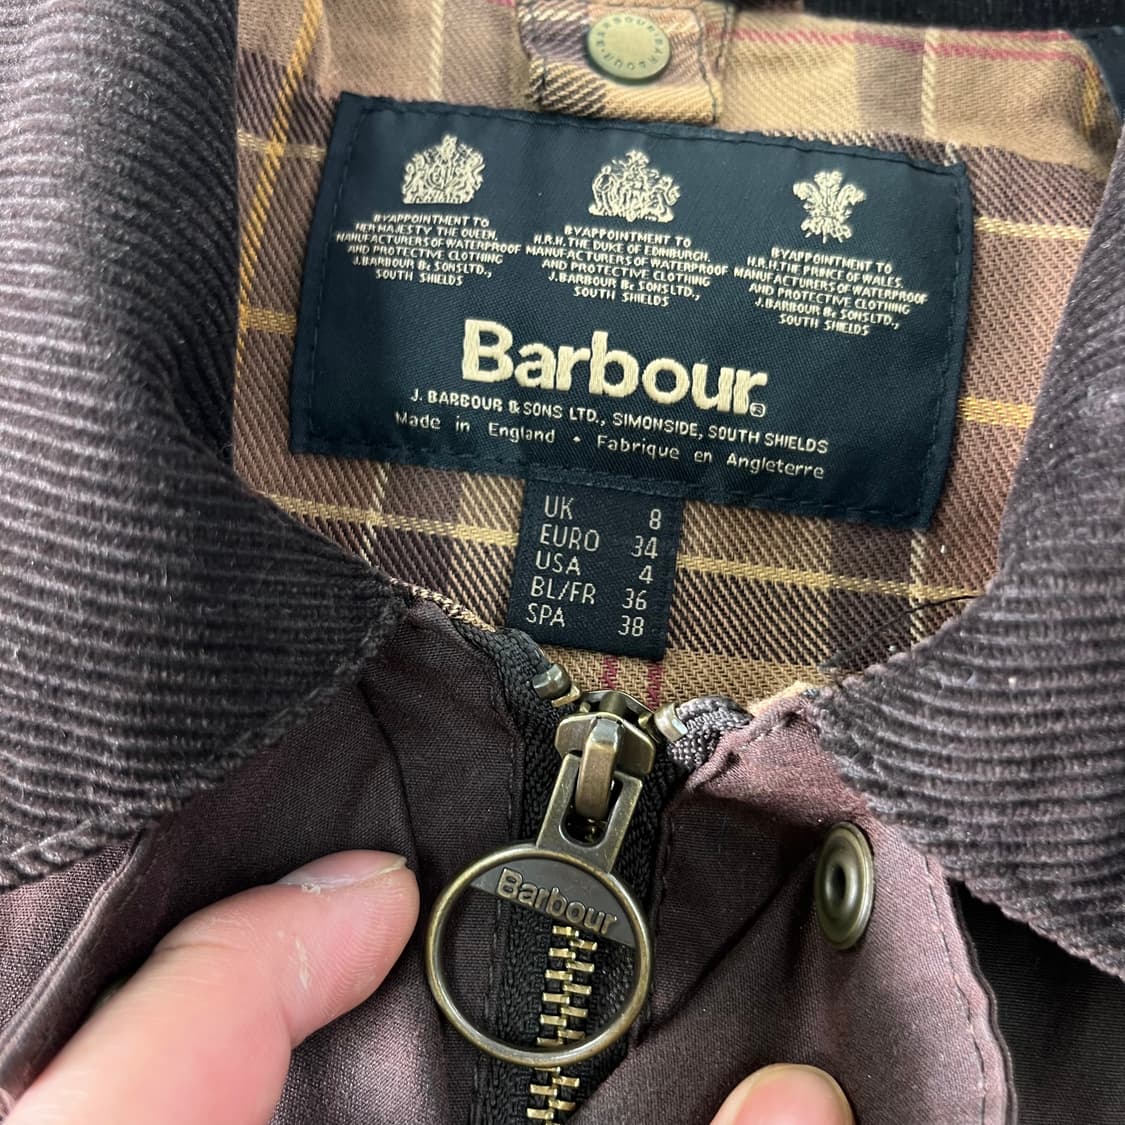 BARBOUR BARBOUR
BY APPOINTMENT TO
HER MAJESTY THE QUEEN,
MANUFACTURERS OF WATERPROOF
AND PROTECTIVE CLOTHING
J.BARBOUR & SONS LTD.,
SOUTH SHIELDS
BY APPOINTMENT TO
H.R.H. THE DUKE OF EDINBURGH.
MANUFACTURERS OF WATERPROOF
AND PROTECTIVE CLOTHING
J.BARBOUR & SONS LTD.,
SOUTH SHIELDS
BY APPOINTMENT TO
H.R.H. THE PRINCE OF WALES.
MANUFACTURERS OF WATERPROOF
AND PROTECTIVE CLOTHING
J.BARBOUR & SONS LTD.,
SOUTH SHIELDS
Barbour®
J. BARBOUR & SONS LTD., SIMONSIDE, SOUTH SHIELDS
Made in England • Fabrique en Angleterre
UK 8
EURO 34
USA 4
BL/FR 36
SPA 38
Barbour